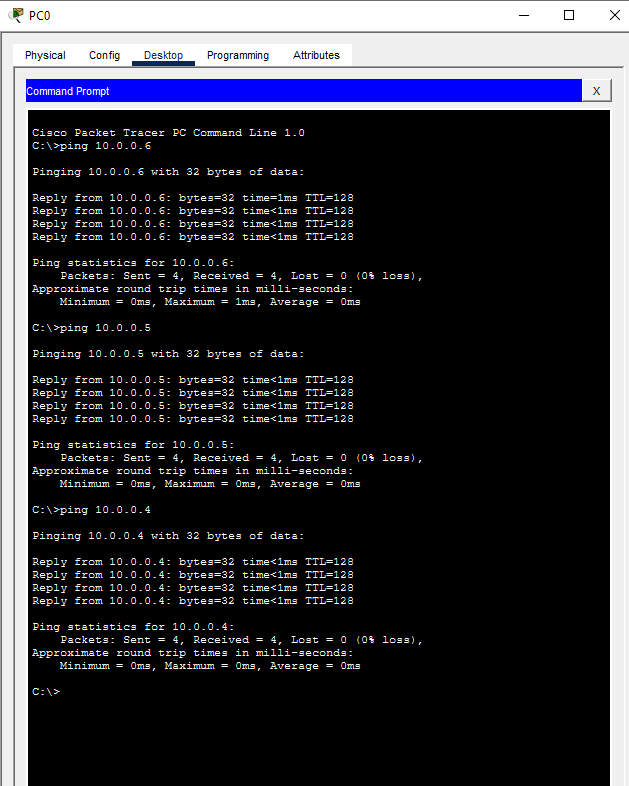 PC0
Physical Config Desktop Programming Attributes
Command Prompt X
Cisco Packet Tracer PC Command Line 1.0
C:\>ping 10.0.0.6
Pinging 10.0.0.6 with 32 bytes of data:
Reply from 10.0.0.6: bytes=32 time=1ms TTL=128
Reply from 10.0.0.6: bytes=32 time<1ms TTL=128
Reply from 10.0.0.6: bytes=32 time<1ms TTL=128
Reply from 10.0.0.6: bytes=32 time<1ms TTL=128
Ping statistics for 10.0.0.6:
Packets: Sent = 4, Received = 4, Lost = 0 (0% loss),
Approximate round trip times in milli-seconds:
Minimum = 0ms, Maximum = 1ms, Average = 0ms
C:\>ping 10.0.0.5
Pinging 10.0.0.5 with 32 bytes of data:
Reply from 10.0.0.5: bytes=32 time<1ms TTL=128
Reply from 10.0.0.5: bytes=32 time<1ms TTL=128
Reply from 10.0.0.5: bytes=32 time<1ms TTL=128
Reply from 10.0.0.5: bytes=32 time<1ms TTL=128
Ping statistics for 10.0.0.5:
Packets: Sent = 4, Received = 4, Lost = 0 (0% loss),
Approximate round trip times in milli-seconds:
Minimum = 0ms, Maximum = 0ms, Average = 0ms
C:\>ping 10.0.0.4
Pinging 10.0.0.4 with 32 bytes of data:
Reply from 10.0.0.4: bytes=32 time<1ms TTL=128
Reply from 10.0.0.4: bytes=32 time<1ms TTL=128
Reply from 10.0.0.4: bytes=32 time<1ms TTL=128
Reply from 10.0.0.4: bytes=32 time<1ms TTL=128
Ping statistics for 10.0.0.4:
Packets: Sent = 4, Received = 4, Lost = 0 (0% loss),
Approximate round trip times in milli-seconds:
Minimum = 0ms, Maximum = 0ms, Average = 0ms
C:\>